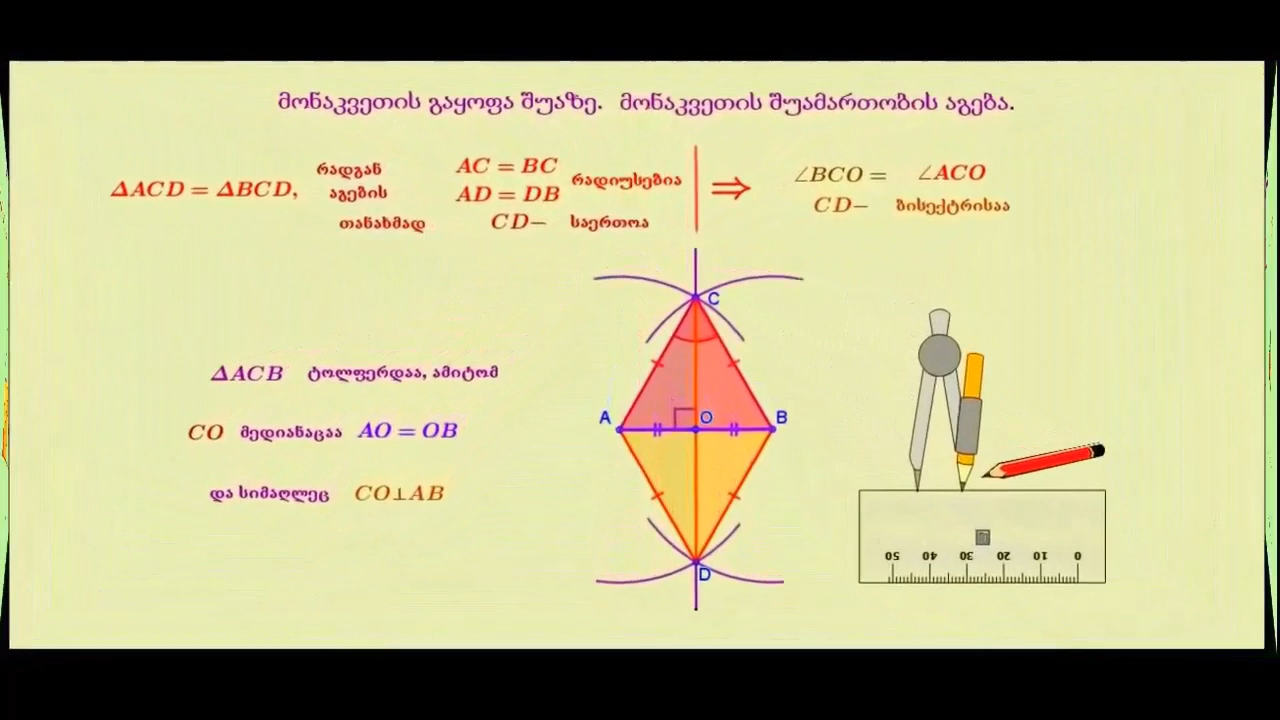 მონაკვეთის გაყოფა შუაზე. მონაკვეთის შუამართობის აგება.
ΔACD = ΔBCD, რადგან აგების თანახმად
AC = BC
AD = DB რადიუსებია
CD− საერთოა
⇒
∠BCO = ∠ACO
CD− ბისექტრისაა
C
ΔACB ტოლფერდაა, ამიტომ
A O B
CO მედიანაცაა AO = OB
და სიმაღლეც CO⊥AB
D
50 40 30 20 10 0